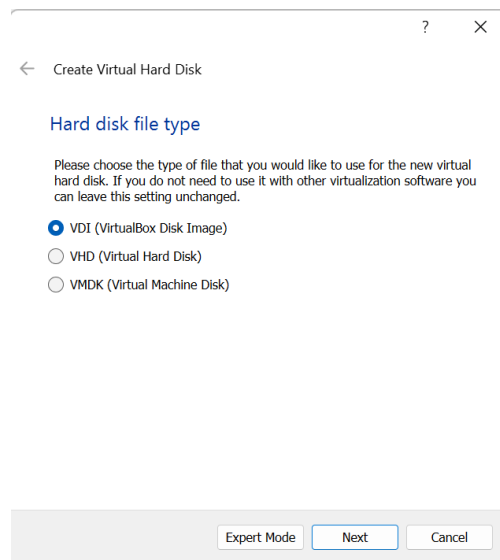 ?
Create Virtual Hard Disk
Hard disk file type
Please choose the type of file that you would like to use for the new virtual
hard disk. If you do not need to use it with other virtualization software you
can leave this setting unchanged.
VDI (VirtualBox Disk Image)
VHD (Virtual Hard Disk)
VMDK (Virtual Machine Disk)
Expert Mode Next Cancel